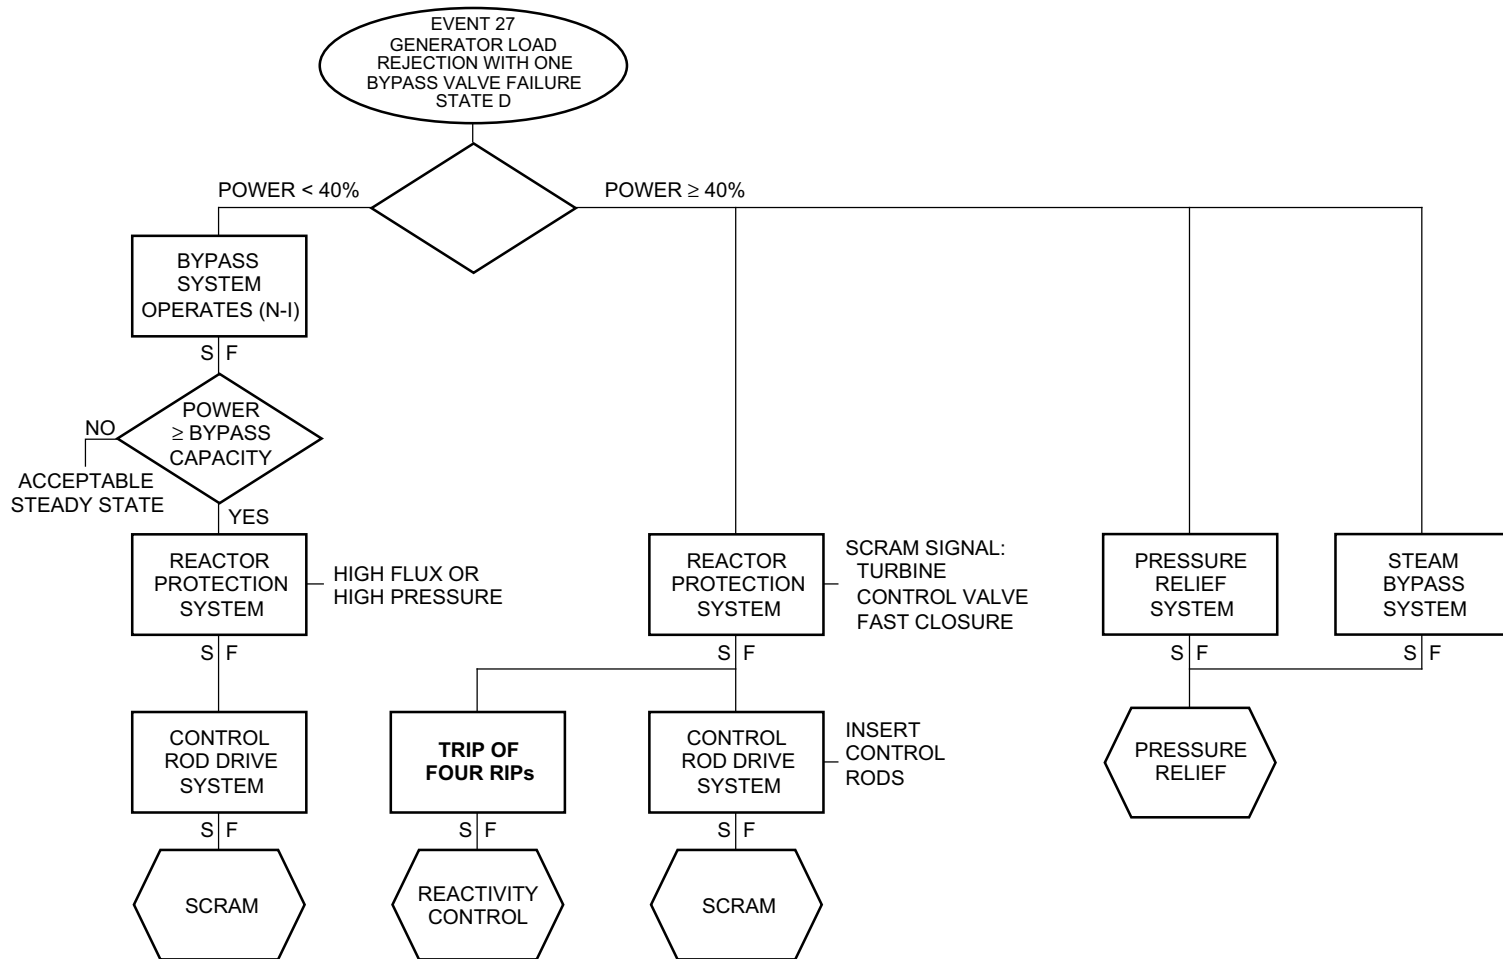 EVENT 27
GENERATOR LOAD
REJECTION WITH ONE
BYPASS VALVE FAILURE
STATE D
POWER < 40%
POWER ≥ 40%
BYPASS
SYSTEM
OPERATES (N-I)
S F
POWER
≥ BYPASS
CAPACITY
NO
ACCEPTABLE
STEADY STATE
YES
REACTOR
PROTECTION
SYSTEM
HIGH FLUX OR
HIGH PRESSURE
S F
CONTROL
ROD DRIVE
SYSTEM
S F
SCRAM
REACTOR
PROTECTION
SYSTEM
SCRAM SIGNAL:
TURBINE
CONTROL VALVE
FAST CLOSURE
S F
TRIP OF
FOUR RIPs
S F
REACTIVITY
CONTROL
CONTROL
ROD DRIVE
SYSTEM
INSERT
CONTROL
RODS
S F
SCRAM
PRESSURE
RELIEF
SYSTEM
S F
STEAM
BYPASS
SYSTEM
S F
PRESSURE
RELIEF